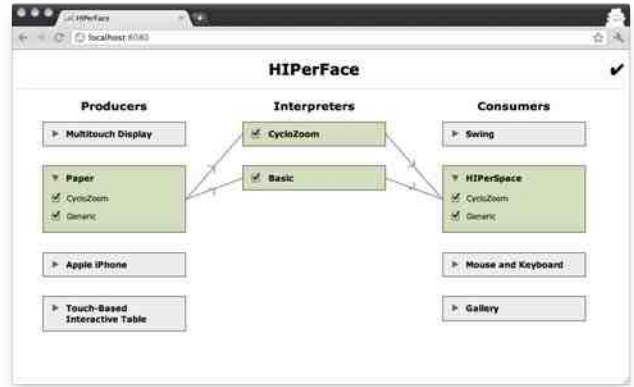 HIPerFace
localhost:8080
HIPerFace
Producers
Interpreters
Consumers
Multitouch Display
Paper
CycloZoom
Generic
Apple iPhone
Touch-Based
Interactive Table
CycloZoom
Basic
Swing
HIPerSpace
CycloZoom
Generic
Mouse and Keyboard
Gallery